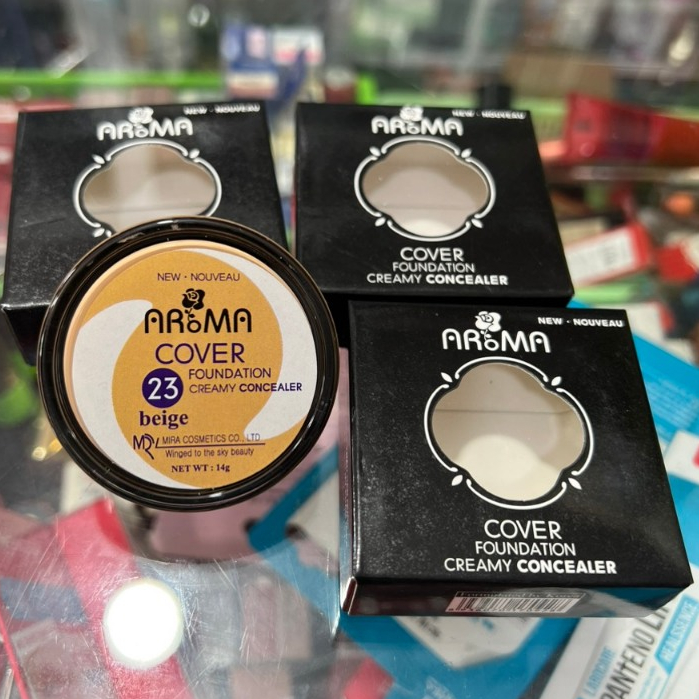 NEW • NOUVEAU
AROMA
NEW • NOUVEAU
AROMA
COVER
FOUNDATION
CREAMY CONCEALER
NEW • NOUVEAU
AROMA
COVER
FOUNDATION
23
CREAMY CONCEALER
beige
MRV MIRA COSMETICS CO., LTD
Winged to the sky beauty
NET WT : 14g
NEW • NOUVEAU
AROMA
COVER
FOUNDATION
CREAMY CONCEALER